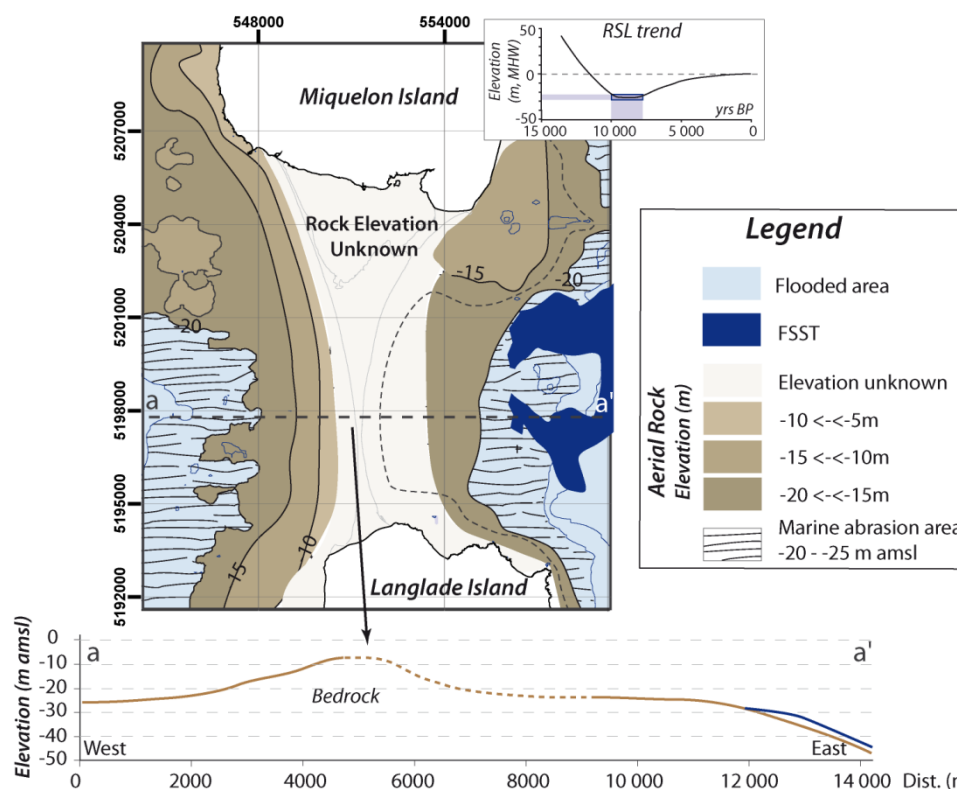 548000
554000
RSL trend
Elevation
(m, MHW)
50
0
-50
yrs BP
15 000
10 000
5 000
0
Miquelon Island
Rock Elevation
Unknown
-15
-20
-20
a
a'
15
10
Langlade Island
5207000
5204000
5201000
5198000
5195000
5192000
Legend
Flooded area
FSST
Aerial Rock
Elevation (m)
Elevation unknown
-10 <-<-5m
-15 <-<-10m
-20 <-<-15m
Marine abrasion area
-20 - -25 m amsl
Elevation (m amsl)
0
-10
-20
-30
-40
-50
a
a'
Bedrock
West
East
0
2000
4000
6000
8000
10 000
12 000
14 000
Dist.